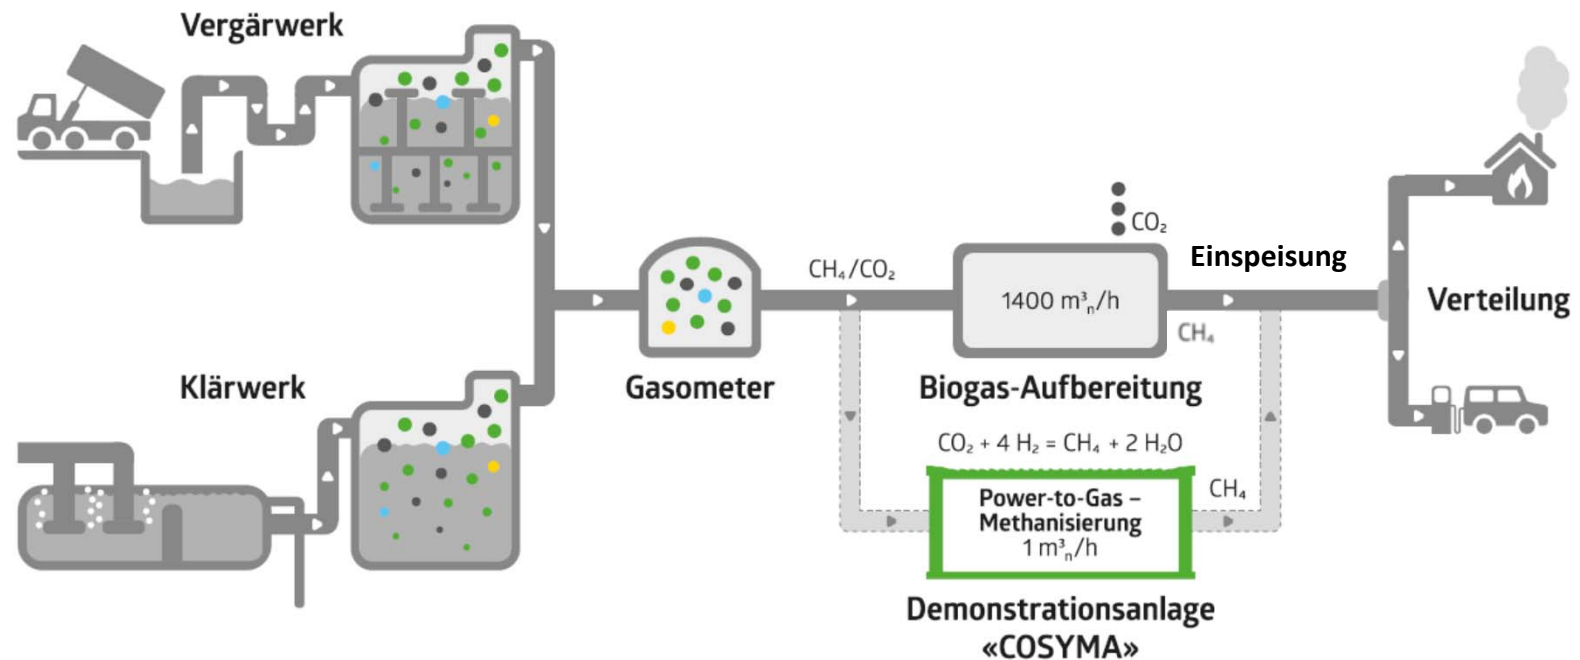 Vergärwerk
CO₂
Einspeisung
CH₄/CO₂
1400 m³ₙ/h
Verteilung
CH₄
Klärwerk
Gasometer
Biogas-Aufbereitung
CO₂ + 4 H₂ = CH₄ + 2 H₂O
Power-to-Gas –
Methanisierung
1 m³ₙ/h
CH₄
Demonstrationsanlage
«COSYMA»